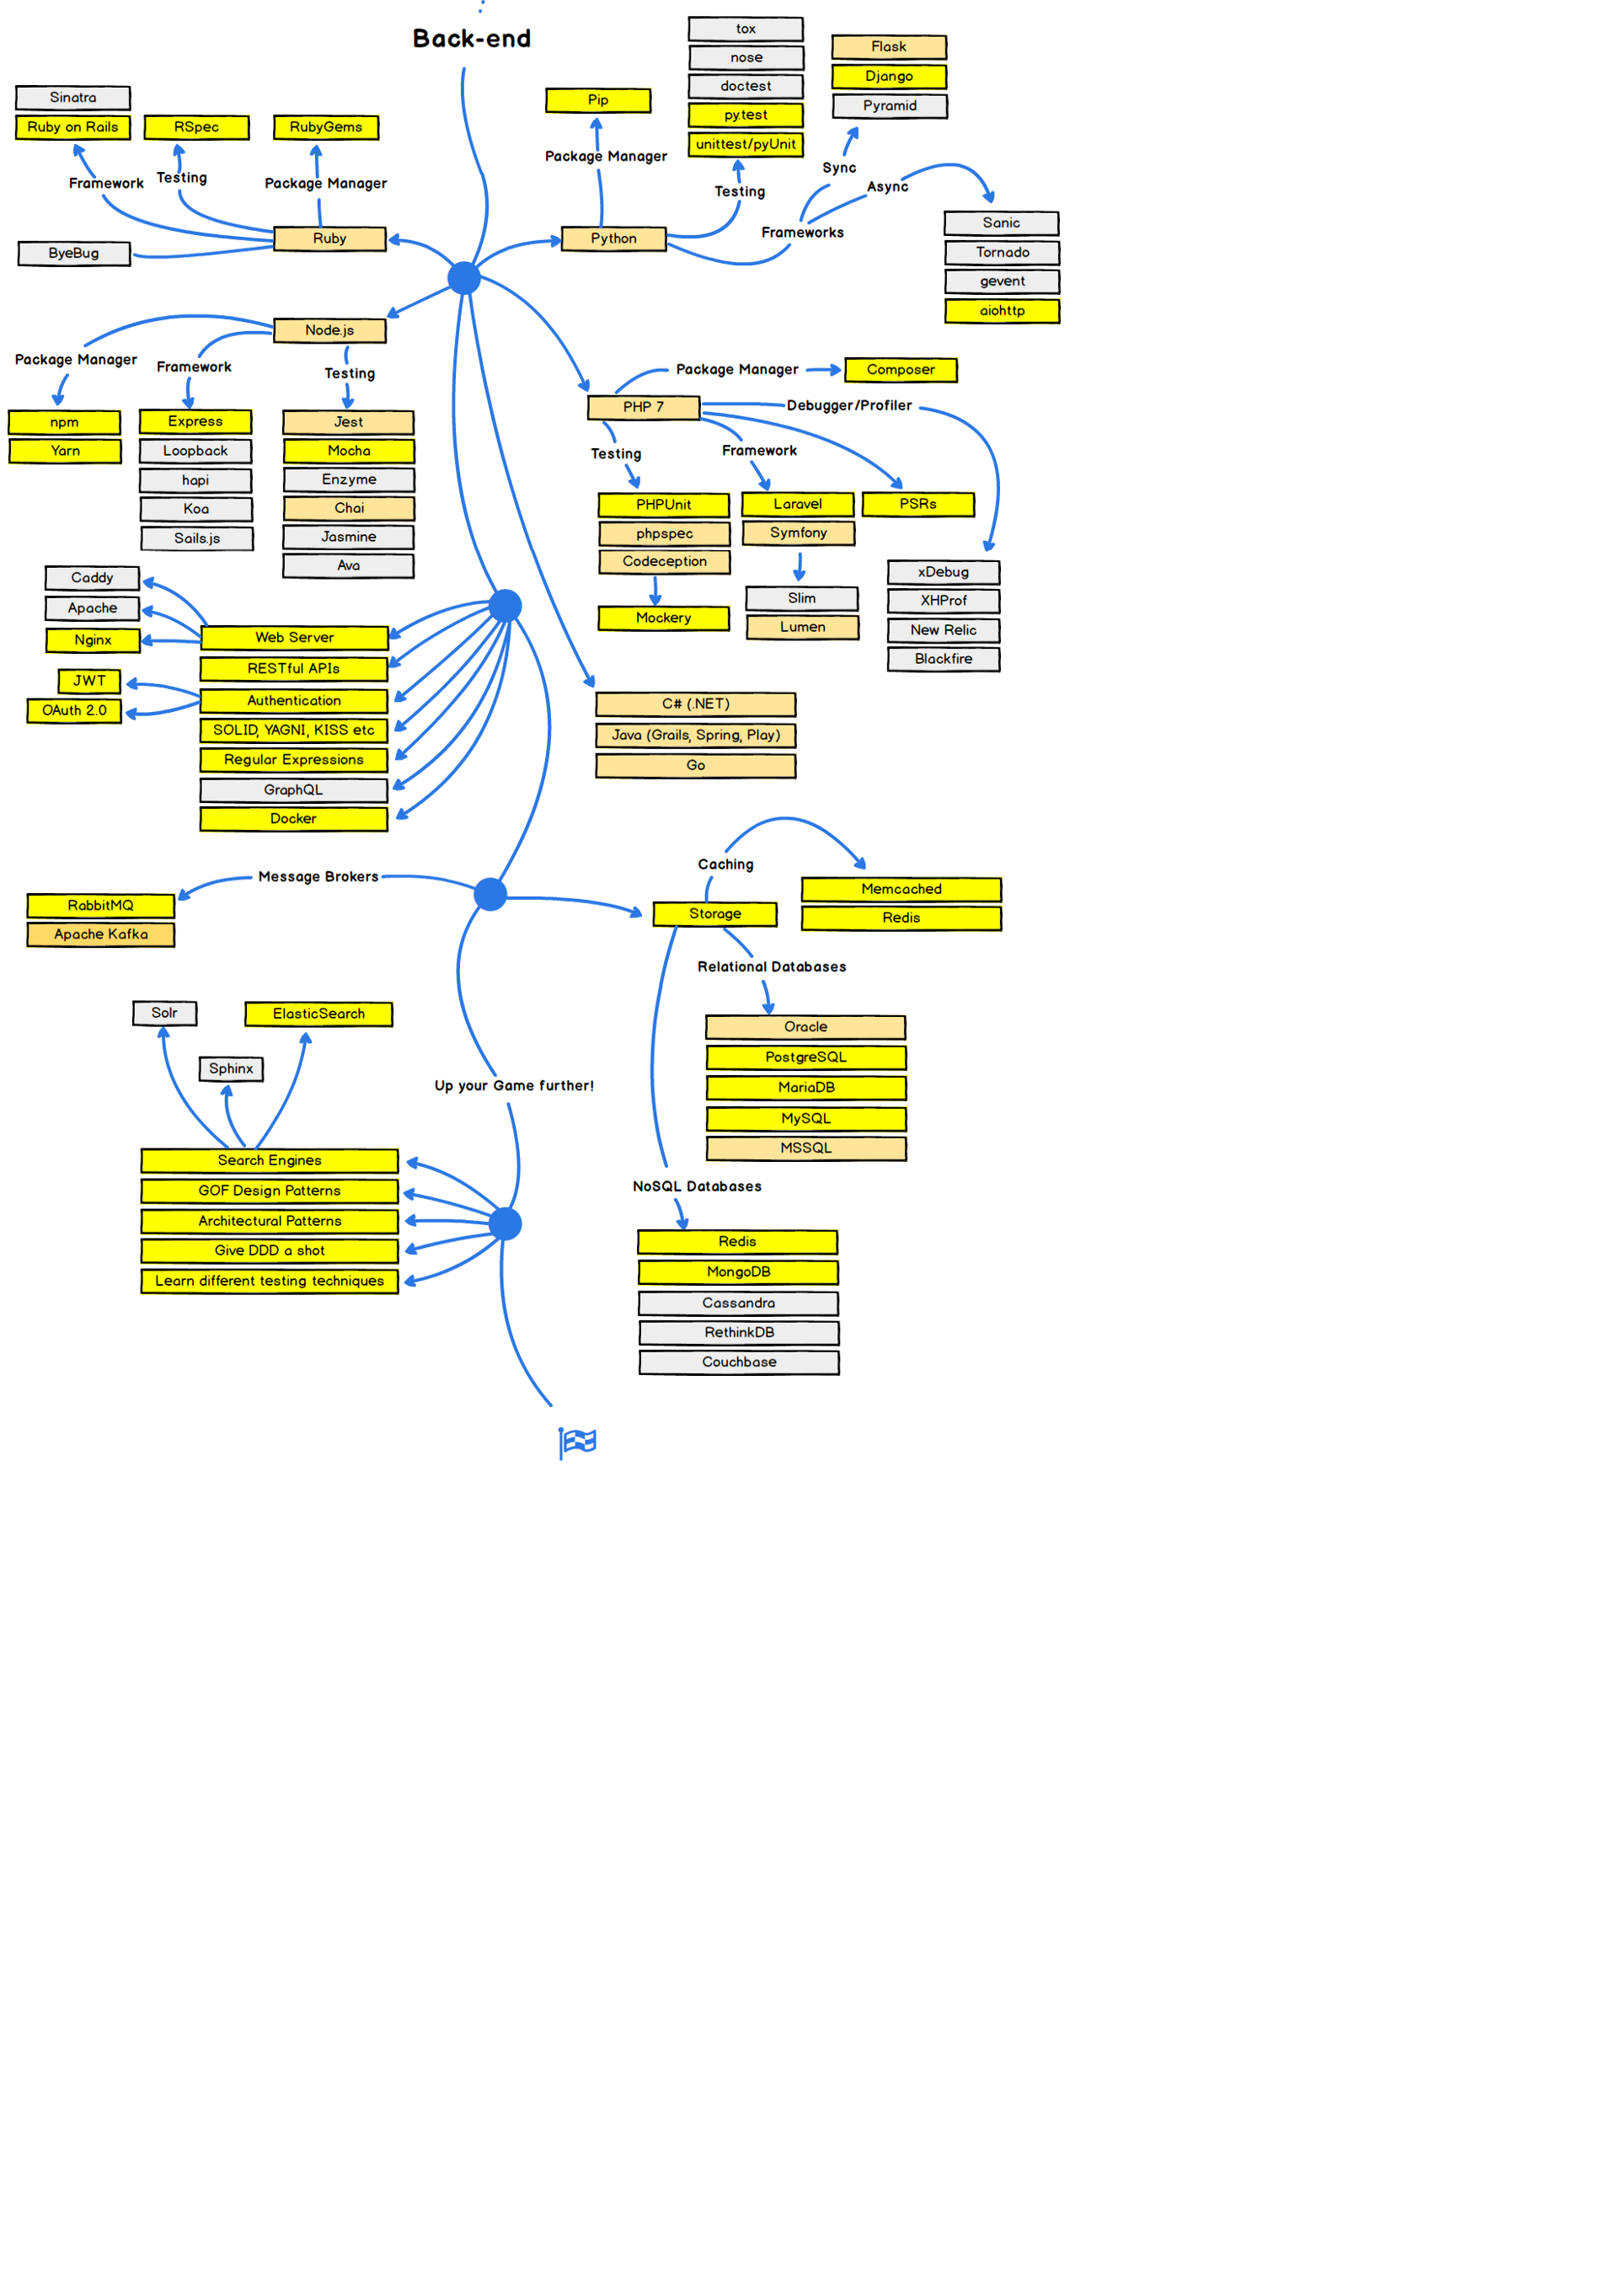 Back-end
Sinatra
Ruby on Rails
RSpec
RubyGems
Framework
Testing
Package Manager
Ruby
ByeBug
Pip
Package Manager
Python
tox
nose
doctest
py.test
unittest/pyUnit
Testing
Flask
Django
Pyramid
Sync
Async
Frameworks
Sanic
Tornado
gevent
aiohttp
Node.js
Package Manager
Framework
Testing
npm
Yarn
Express
Loopback
hapi
Koa
Sails.js
Jest
Mocha
Enzyme
Chai
Jasmine
Ava
PHP 7
Package Manager
Composer
Debugger/Profiler
Testing
Framework
PHPUnit
phpspec
Codeception
Mockery
Laravel
Symfony
Slim
Lumen
PSRs
xDebug
XHProf
New Relic
Blackfire
Caddy
Apache
Nginx
JWT
OAuth 2.0
Web Server
RESTful APIs
Authentication
SOLID, YAGNI, KISS etc
Regular Expressions
GraphQL
Docker
C# (.NET)
Java (Grails, Spring, Play)
Go
Message Brokers
RabbitMQ
Apache Kafka
Caching
Storage
Memcached
Redis
Relational Databases
Oracle
PostgreSQL
MariaDB
MySQL
MSSQL
NoSQL Databases
Redis
MongoDB
Cassandra
RethinkDB
Couchbase
Up your Game further!
Solr
ElasticSearch
Sphinx
Search Engines
GOF Design Patterns
Architectural Patterns
Give DDD a shot
Learn different testing techniques